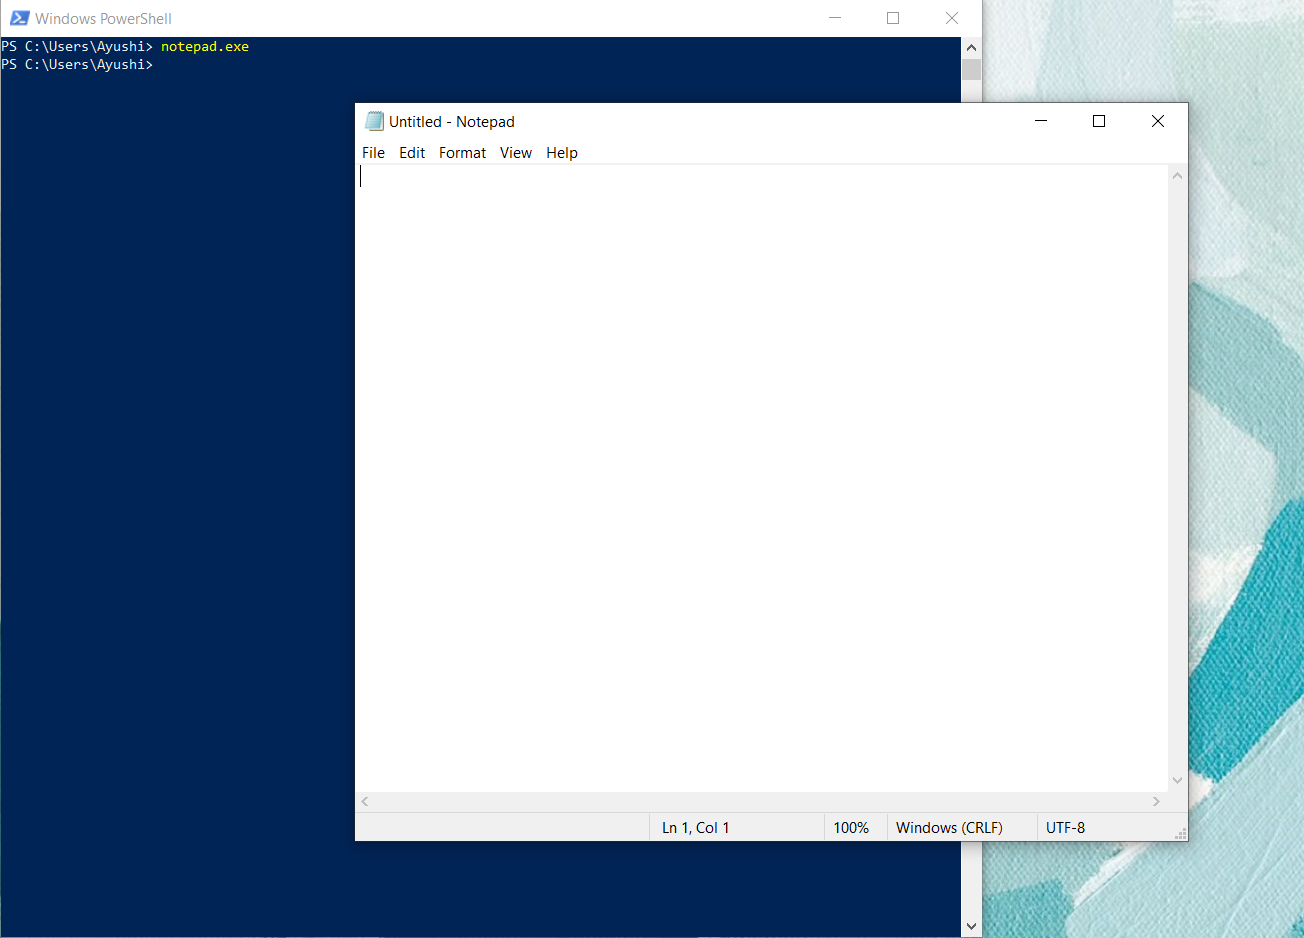 Windows PowerShell
PS C:\Users\Ayushi> notepad.exe
PS C:\Users\Ayushi>
Untitled - Notepad
File Edit Format View Help
Ln 1, Col 1 100% Windows (CRLF) UTF-8